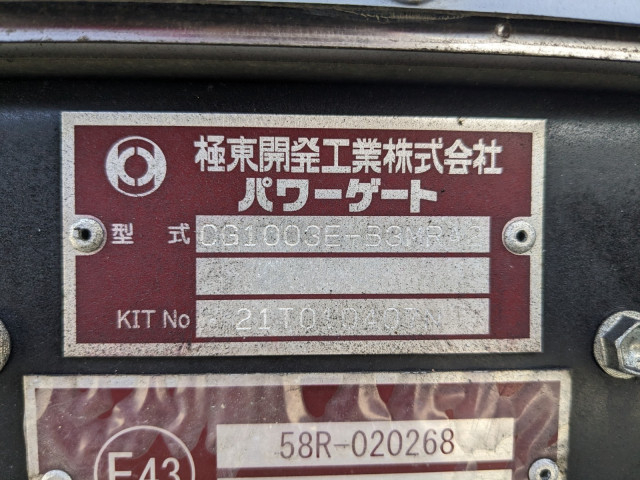 極東開発工業株式会社
パワーゲート
型式 CG1003E-
KIT No
58R-020268
E43